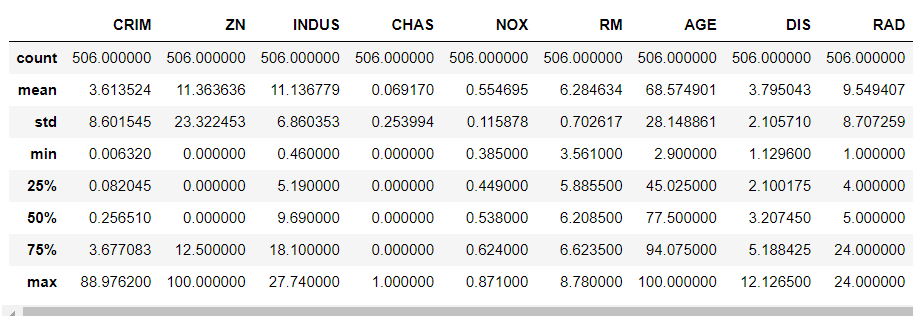 CRIM ZN INDUS CHAS NOX RM AGE DIS RAD
count 506.000000 506.000000 506.000000 506.000000 506.000000 506.000000 506.000000 506.000000 506.000000
mean 3.613524 11.363636 11.136779 0.069170 0.554695 6.284634 68.574901 3.795043 9.549407
std 8.601545 23.322453 6.860353 0.253994 0.115878 0.702617 28.148861 2.105710 8.707259
min 0.006320 0.000000 0.460000 0.000000 0.385000 3.561000 2.900000 1.129600 1.000000
25% 0.082045 0.000000 5.190000 0.000000 0.449000 5.885500 45.025000 2.100175 4.000000
50% 0.256510 0.000000 9.690000 0.000000 0.538000 6.208500 77.500000 3.207450 5.000000
75% 3.677083 12.500000 18.100000 0.000000 0.624000 6.623500 94.075000 5.188425 24.000000
max 88.976200 100.000000 27.740000 1.000000 0.871000 8.780000 100.000000 12.126500 24.000000